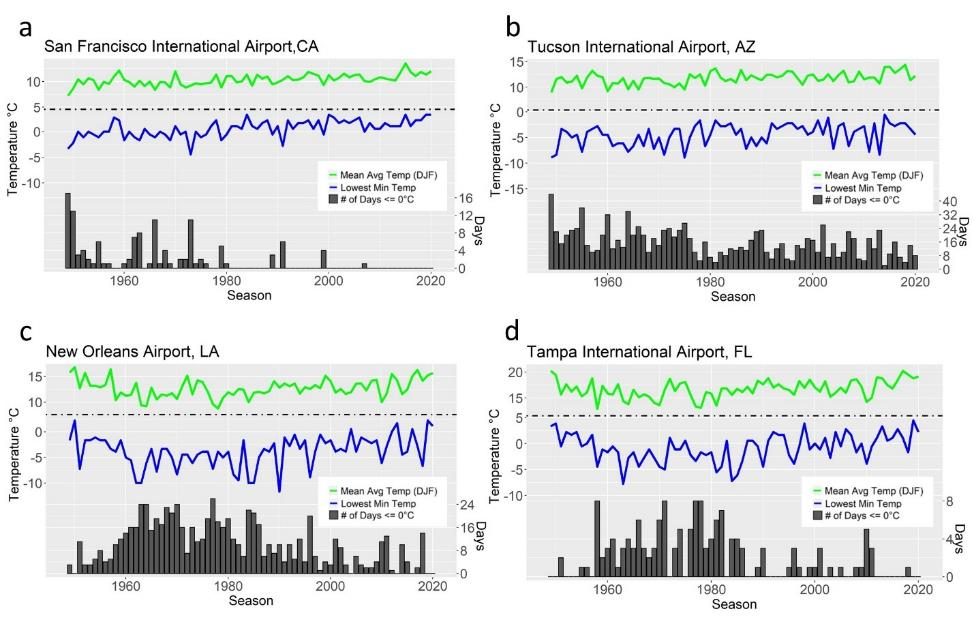 a
San Francisco International Airport,CA
Temperature °C
10
5
0
-5
-10
Mean Avg Temp (DJF)
Lowest Min Temp
# of Days <= 0°C
16
12
8
4
0
Days
1960
1980
2000
2020
Season
b
Tucson International Airport, AZ
Temperature °C
15
10
5
0
-5
-10
-15
Mean Avg Temp (DJF)
Lowest Min Temp
# of Days <= 0°C
40
32
24
16
8
0
Days
1960
1980
2000
2020
Season
c
New Orleans Airport, LA
Temperature °C
15
10
0
-5
-10
Mean Avg Temp (DJF)
Lowest Min Temp
# of Days <= 0°C
24
16
8
0
Days
1960
1980
2000
2020
Season
d
Tampa International Airport, FL
Temperature °C
20
15
5
0
-5
-10
Mean Avg Temp (DJF)
Lowest Min Temp
# of Days <= 0°C
8
4
0
Days
1960
1980
2000
2020
Season